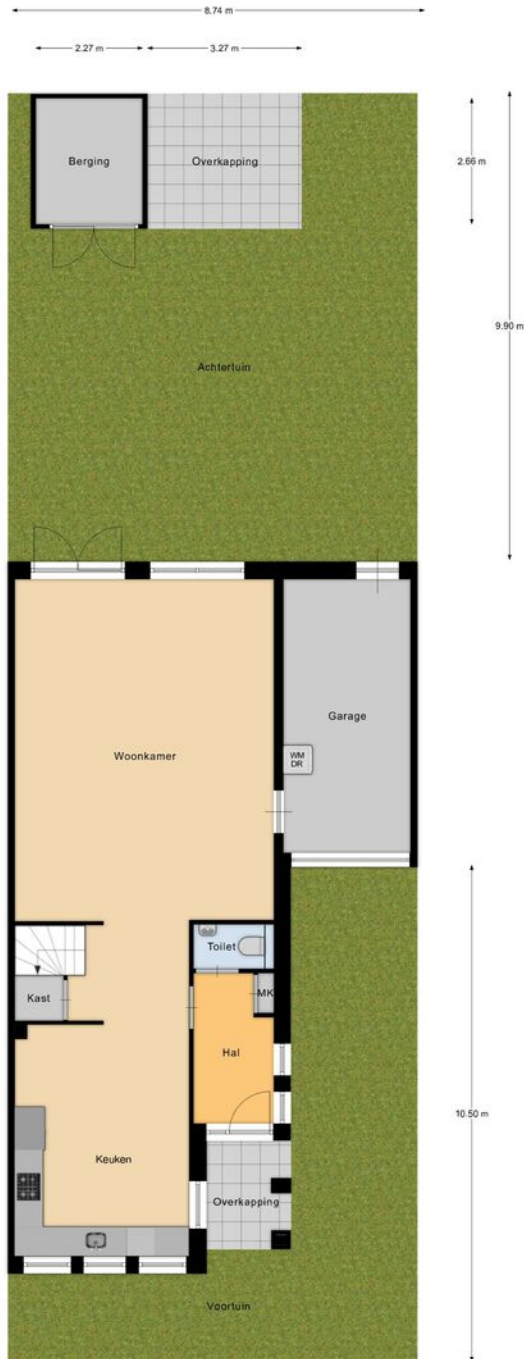 8.74 m
2.27 m
3.27 m
Berging
Overkapping
2.66 m
9.90 m
Achtertuin
Woonkamer
Garage
WM
DR
Toilet
Kast
MK
Hal
10.50 m
Keuken
Overkapping
Voortuin